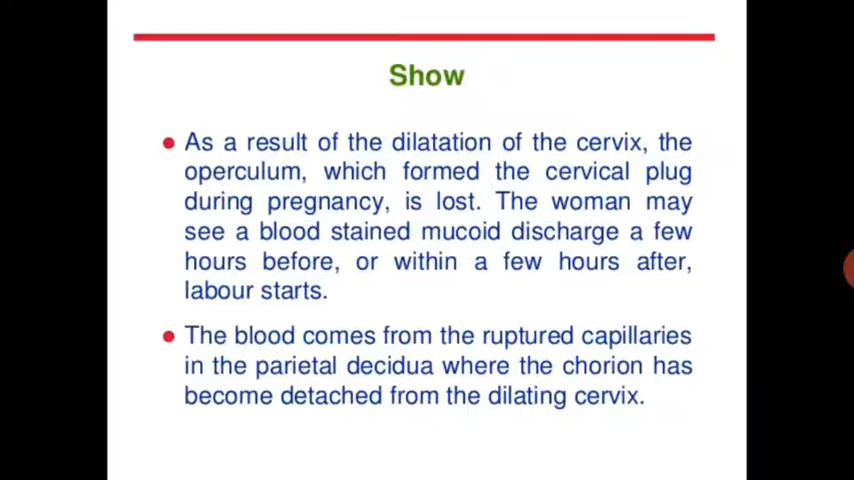 Show
As a result of the dilatation of the cervix, the
operculum, which formed the cervical plug
during pregnancy, is lost. The woman may
see a blood stained mucoid discharge a few
hours before, or within a few hours after,
labour starts.
The blood comes from the ruptured capillaries
in the parietal decidua where the chorion has
become detached from the dilating cervix.